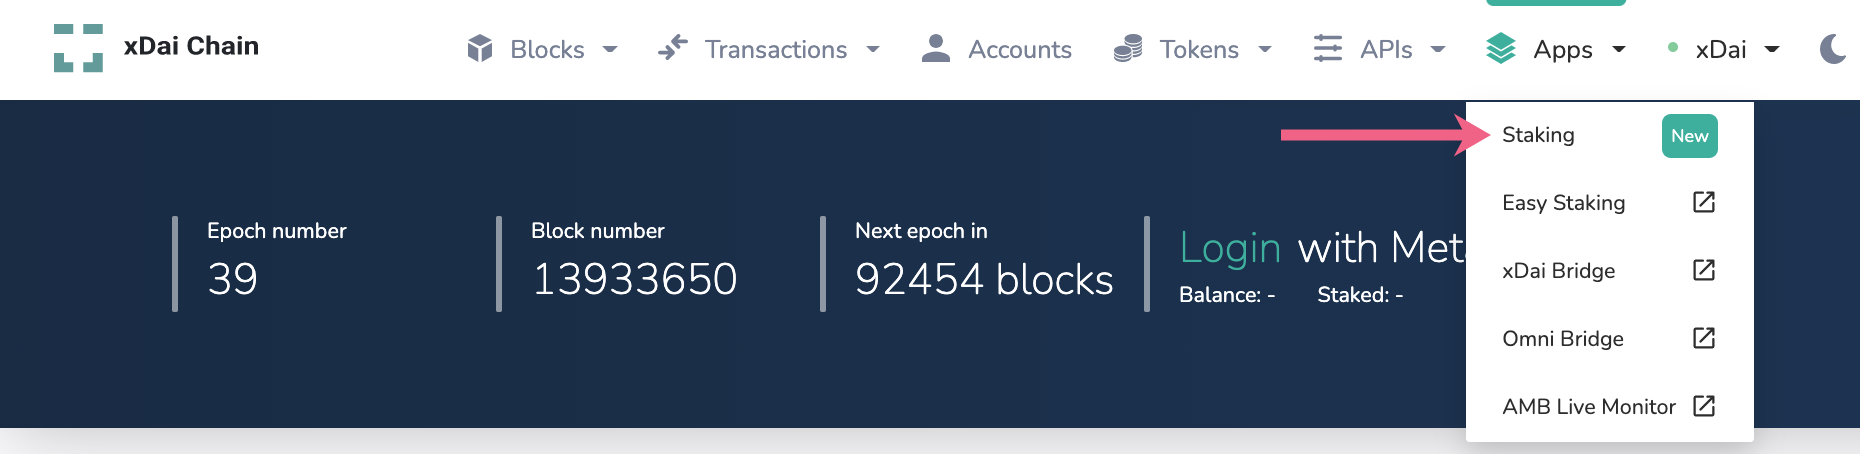 xDai Chain
Blocks
Transactions
Accounts
Tokens
APIs
Apps
xDai
Staking
New
Easy Staking
xDai Bridge
Omni Bridge
AMB Live Monitor
Epoch number
39
Block number
13933650
Next epoch in
92454 blocks
Login with Meta
Balance: -
Staked: -